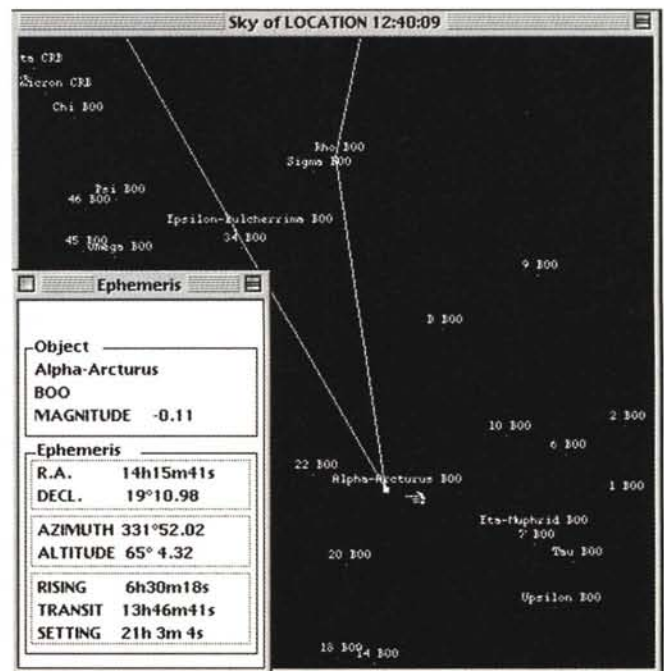 Sky of LOCATION 12:40:09
ta CRB
micron CRB
Chi BOO
Rho BOO
Sigma BOO
Psi BOO
46 BOO
Epsilon-Pulcherrima BOO
34 BOO
45 BOO
Omega BOO
9 BOO
D BOO
2 BOO
10 BOO
6 BOO
22 BOO
Alpha-Arcturus BOO
1 BOO
Eta-Muphrid BOO
7 BOO
20 BOO
Tau BOO
Upsilon BOO
18 BOO
14 BOO
Ephemeris
Object
Alpha-Arcturus
BOO
MAGNITUDE -0.11
Ephemeris
R.A. 14h15m41s
DECL. 19°10.98
AZIMUTH 331°52.02
ALTITUDE 65° 4.32
RISING 6h30m18s
TRANSIT 13h46m41s
SETTING 21h 3m 4s